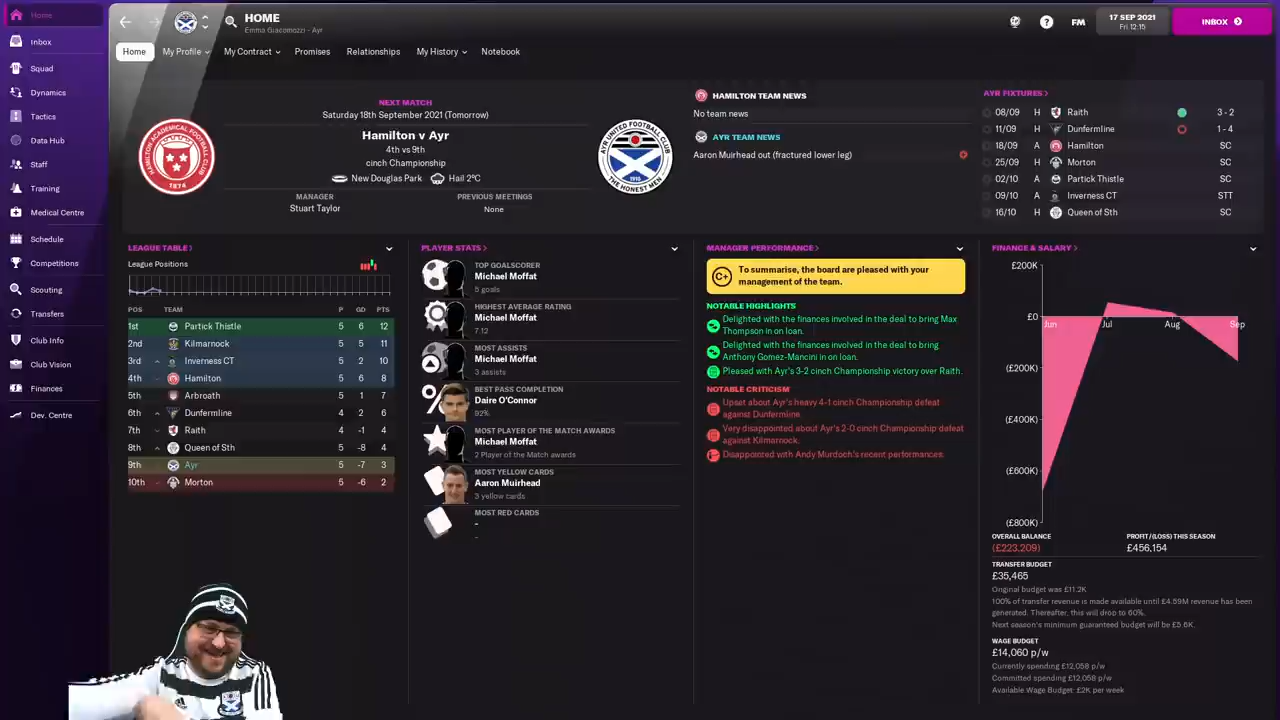 Home
Inbox
Squad
Dynamics
Tactics
Data Hub
Staff
Training
Medical Centre
Schedule
Competitions
Scouting
Transfers
Club Info
Club Vision
Finances
Dev. Centre
HOME
Emma Giacomozzi - Ayr
FM
17 SEP 2021
Fri 12:15
INBOX
Home
My Profile
My Contract
Promises
Relationships
My History
Notebook
HAMILTON ACADEMICAL FOOTBALL CLUB
1874
NEXT MATCH
Saturday 18th September 2021 (Tomorrow)
Hamilton v Ayr
4th vs 9th
cinch Championship
New Douglas Park
Hail 2°C
MANAGER
Stuart Taylor
PREVIOUS MEETINGS
None
AYR UNITED FOOTBALL CLUB
1910
"THE HONEST MEN"
HAMILTON TEAM NEWS
No team news
AYR TEAM NEWS
Aaron Muirhead out (fractured lower leg)
AYR FIXTURES
08/09 H Raith 3 - 2
11/09 H Dunfermline 1 - 4
18/09 A Hamilton SC
25/09 H Morton SC
02/10 A Partick Thistle SC
09/10 A Inverness CT STT
16/10 H Queen of Sth SC
LEAGUE TABLE
League Positions
POS TEAM P GD PTS
1st Partick Thistle 5 6 12
2nd Kilmarnock 5 5 11
3rd Inverness CT 5 2 10
4th Hamilton 5 6 8
5th Arbroath 5 1 7
6th Dunfermline 4 2 6
7th Raith 4 -1 4
8th Queen of Sth 5 -8 4
9th Ayr 5 -7 3
10th Morton 5 -6 2
PLAYER STATS
TOP GOALSCORER
Michael Moffat
5 goals
HIGHEST AVERAGE RATING
Michael Moffat
7.12
MOST ASSISTS
Michael Moffat
3 assists
BEST PASS COMPLETION
Daire O'Connor
92%
MOST PLAYER OF THE MATCH AWARDS
Michael Moffat
2 Player of the Match awards
MOST YELLOW CARDS
Aaron Muirhead
3 yellow cards
MOST RED CARDS
-
-
MANAGER PERFORMANCE
C+
To summarise, the board are pleased with your
management of the team.
NOTABLE HIGHLIGHTS
Delighted with the finances involved in the deal to bring Max
Thompson in on loan.
Delighted with the finances involved in the deal to bring
Anthony Gomez-Mancini in on loan.
Pleased with Ayr's 3-2 cinch Championship victory over Raith.
NOTABLE CRITICISM
Upset about Ayr's heavy 4-1 cinch Championship defeat
against Dunfermline.
Very disappointed about Ayr's 2-0 cinch Championship defeat
against Kilmarnock.
Disappointed with Andy Murdoch's recent performances.
FINANCE & SALARY
£200K
£0
(£200K)
(£400K)
(£600K)
(£800K)
Jun Jul Aug Sep
OVERALL BALANCE
(£223,209)
PROFIT/(LOSS) THIS SEASON
£456,154
TRANSFER BUDGET
£35,465
Original budget was £11.2K
100% of transfer revenue is made available until £4.59M revenue has been
generated. Thereafter, this will drop to 60%.
Next season's minimum guaranteed budget will be £5.6K.
WAGE BUDGET
£14,060 p/w
Currently spending £12,058 p/w
Committed spending £12,058 p/w
Available Wage Budget: £2K per week